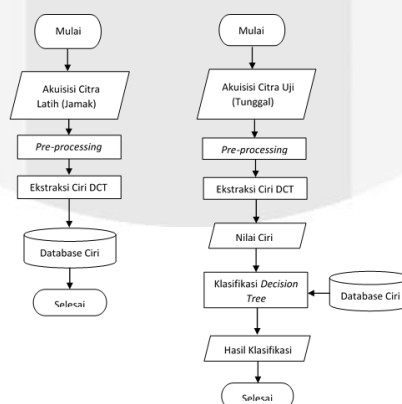 Mulai
Akuisisi Citra
Latih (Jamak)
Pre-processing
Ekstraksi Ciri DCT
Database Ciri
Selesai
Mulai
Akuisisi Citra Uji
(Tunggal)
Pre-processing
Ekstraksi Ciri DCT
Nilai Ciri
Klasifikasi Decision
Tree
Database Ciri
Hasil Klasifikasi
Selesai